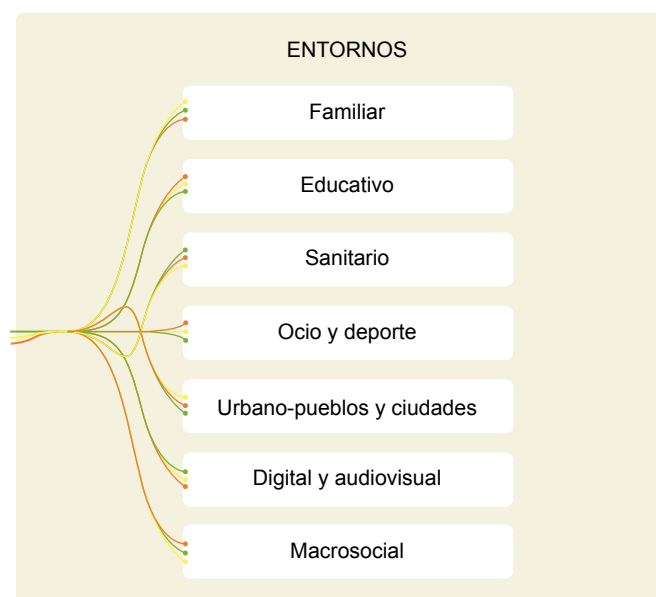 ENTORNOS
Familiar
Educativo
Sanitario
Ocio y deporte
Urbano-pueblos y ciudades
Digital y audiovisual
Macrosocial